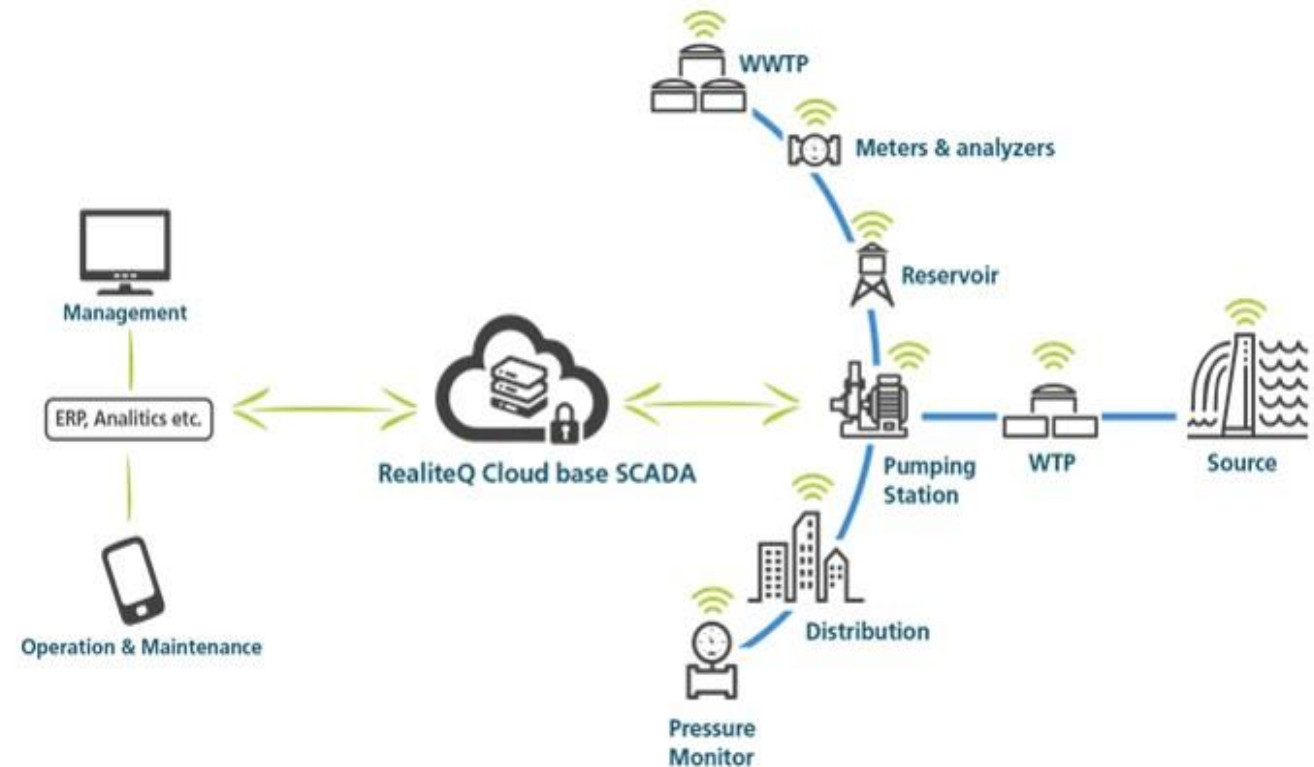 WWTP
Meters & analyzers
Reservoir
Management
ERP, Analitics etc.
RealiteQ Cloud base SCADA
Pumping
Station
WTP
Source
Distribution
Operation & Maintenance
Pressure
Monitor